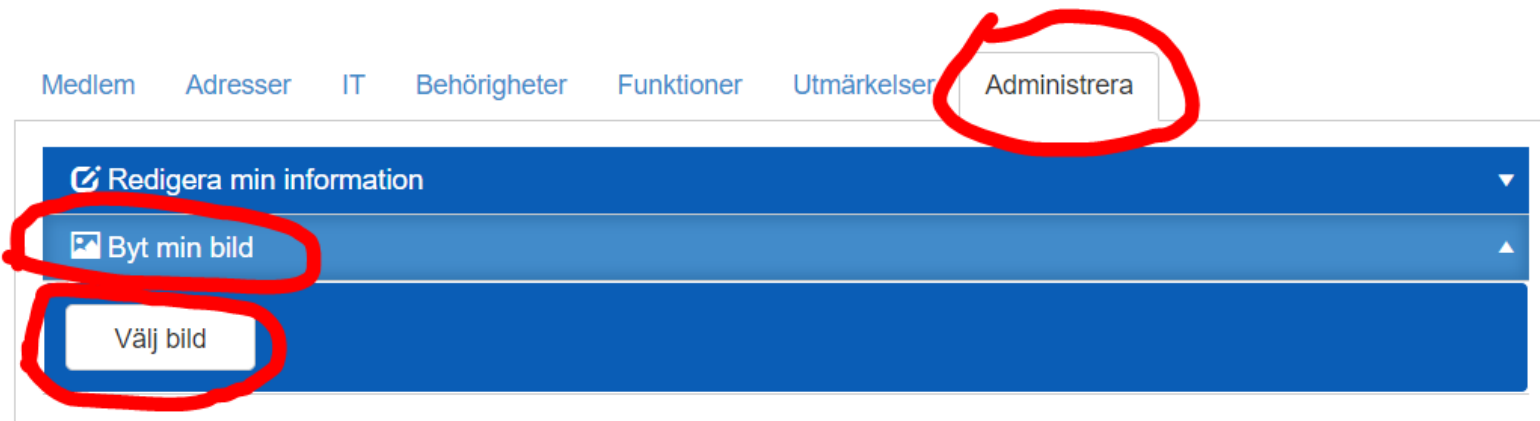 Medlem Adresser IT Behörigheter Funktioner Utmärkelser Administrera
Redigera min information
Byt min bild
Välj bild